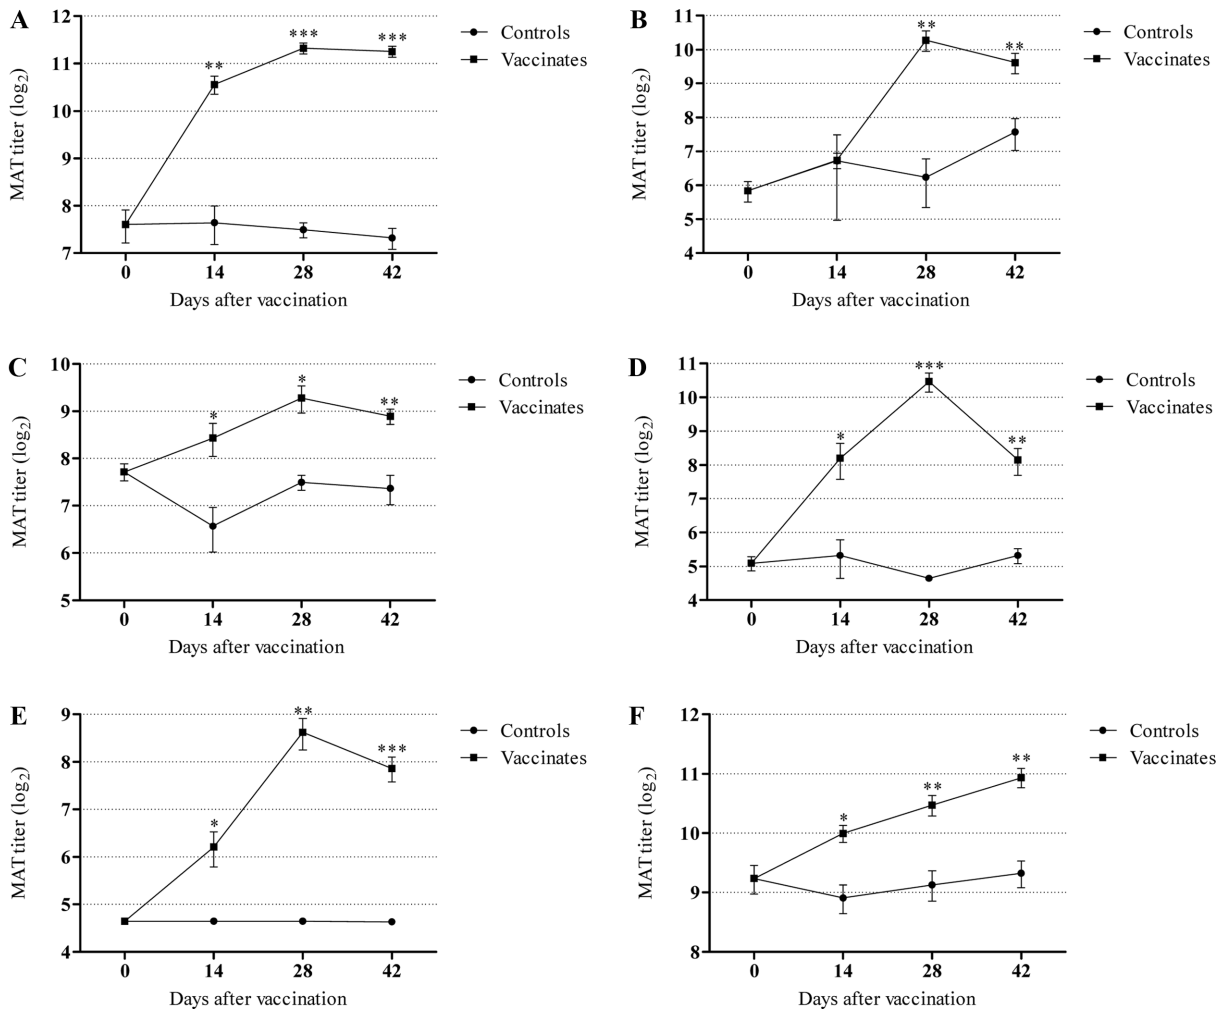 A
12
11
10
9
8
7
MAT titer (log2)
** *** ***
0 14 28 42
Days after vaccination
Controls
Vaccinates
B
11
10
9
8
7
6
5
4
MAT titer (log2)
** **
0 14 28 42
Days after vaccination
Controls
Vaccinates
C
10
9
8
7
6
5
MAT titer (log2)
* * **
0 14 28 42
Days after vaccination
Controls
Vaccinates
D
11
10
9
8
7
6
5
4
MAT titer (log2)
* *** **
0 14 28 42
Days after vaccination
Controls
Vaccinates
E
9
8
7
6
5
4
MAT titer (log2)
* ** ***
0 14 28 42
Days after vaccination
Controls
Vaccinates
F
12
11
10
9
8
MAT titer (log2)
* ** **
0 14 28 42
Days after vaccination
Controls
Vaccinates